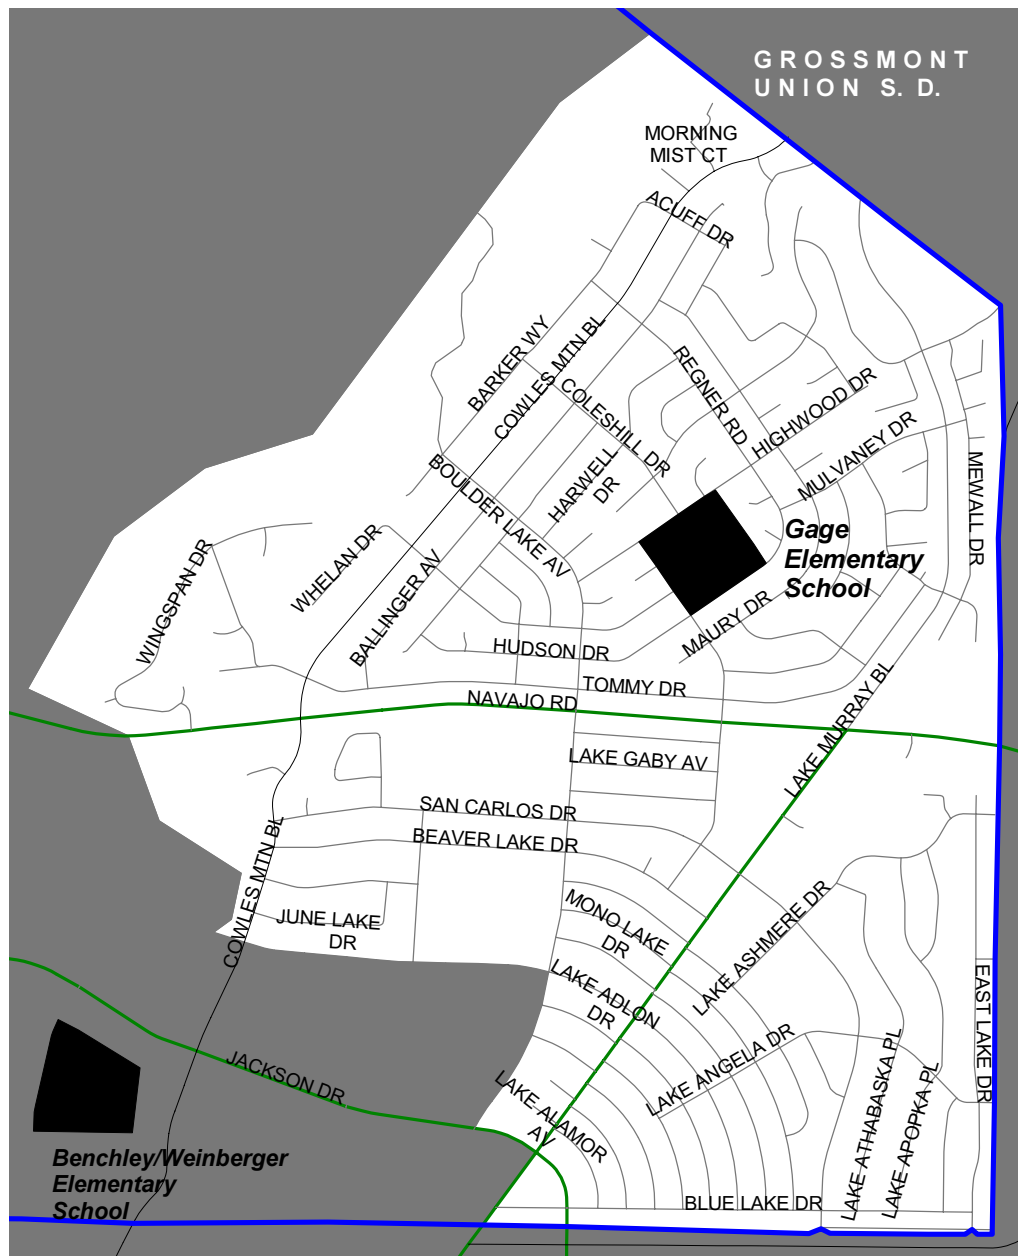 GROSSMONT
UNION S. D.
MORNING
MIST CT
ACUFF DR
BARKER WY
COWLES MTN BL
REGNER RD
COLESHILL DR
HIGHWOOD DR
HARWELL
DR
MULVANEY DR
MEWALL DR
BOULDER LAKE AV
Gage
Elementary
School
WINGSPAN DR
WHELAN DR
BALLINGER AV
MAURY DR
HUDSON DR
TOMMY DR
NAVAJO RD
LAKE MURRAY BL
LAKE GABY AV
SAN CARLOS DR
BEAVER LAKE DR
COWLES MTN BL
JUNE LAKE
DR
MONO LAKE
DR
LAKE ASHMERE DR
LAKE ADLON
DR
EAST LAKE DR
LAKE ANGELA DR
JACKSON DR
LAKE ALAMOR
AV
LAKE ATHABASKA PL
LAKE APOPKA PL
Benchley/Weinberger
Elementary
School
BLUE LAKE DR